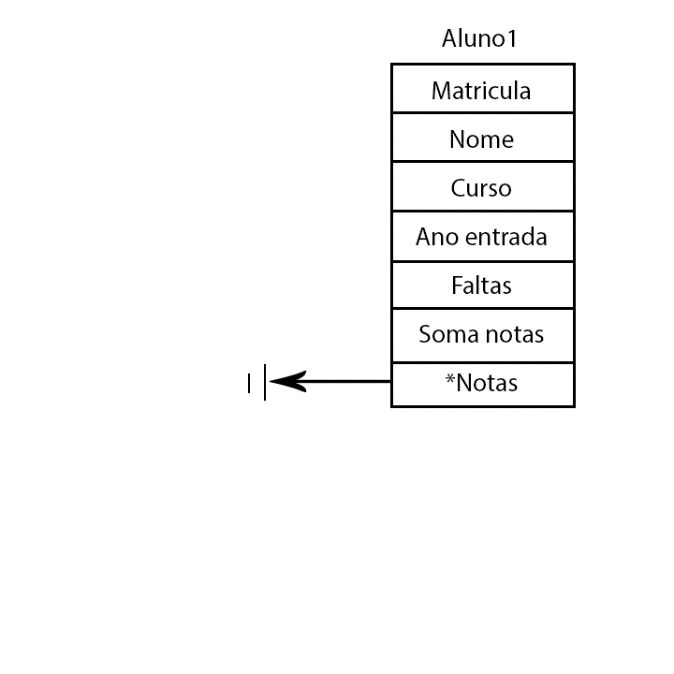 Aluno1
Matricula
Nome
Curso
Ano entrada
Faltas
Soma notas
*Notas